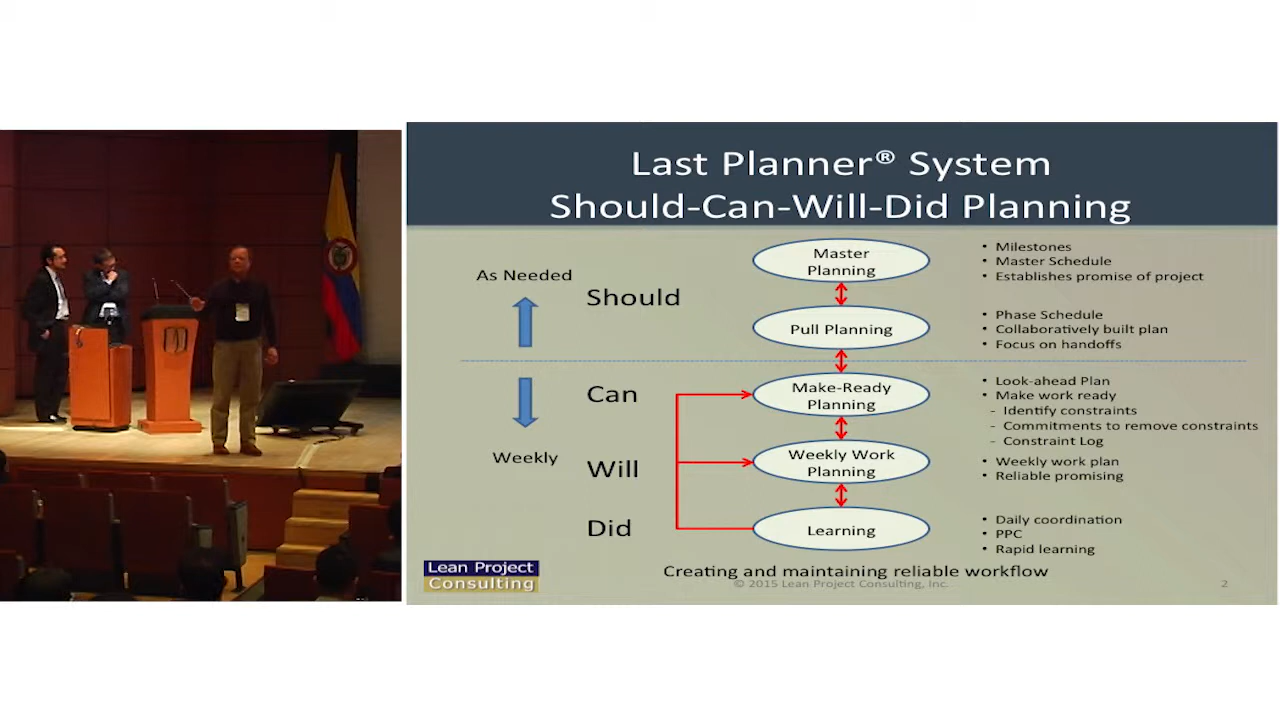 Last Planner® System
Should-Can-Will-Did Planning
As Needed
Should
Master
Planning
• Milestones
• Master Schedule
• Establishes promise of project
Pull Planning
• Phase Schedule
• Collaboratively built plan
• Focus on handoffs
Can
Make-Ready
Planning
• Look-ahead Plan
• Make work ready
- Identify constraints
- Commitments to remove constraints
- Constraint Log
Weekly
Will
Weekly Work
Planning
• Weekly work plan
• Reliable promising
Did
Learning
• Daily coordination
• PPC
• Rapid learning
Lean Project
Consulting
Creating and maintaining reliable workflow
© 2015 Lean Project Consulting, Inc.
2